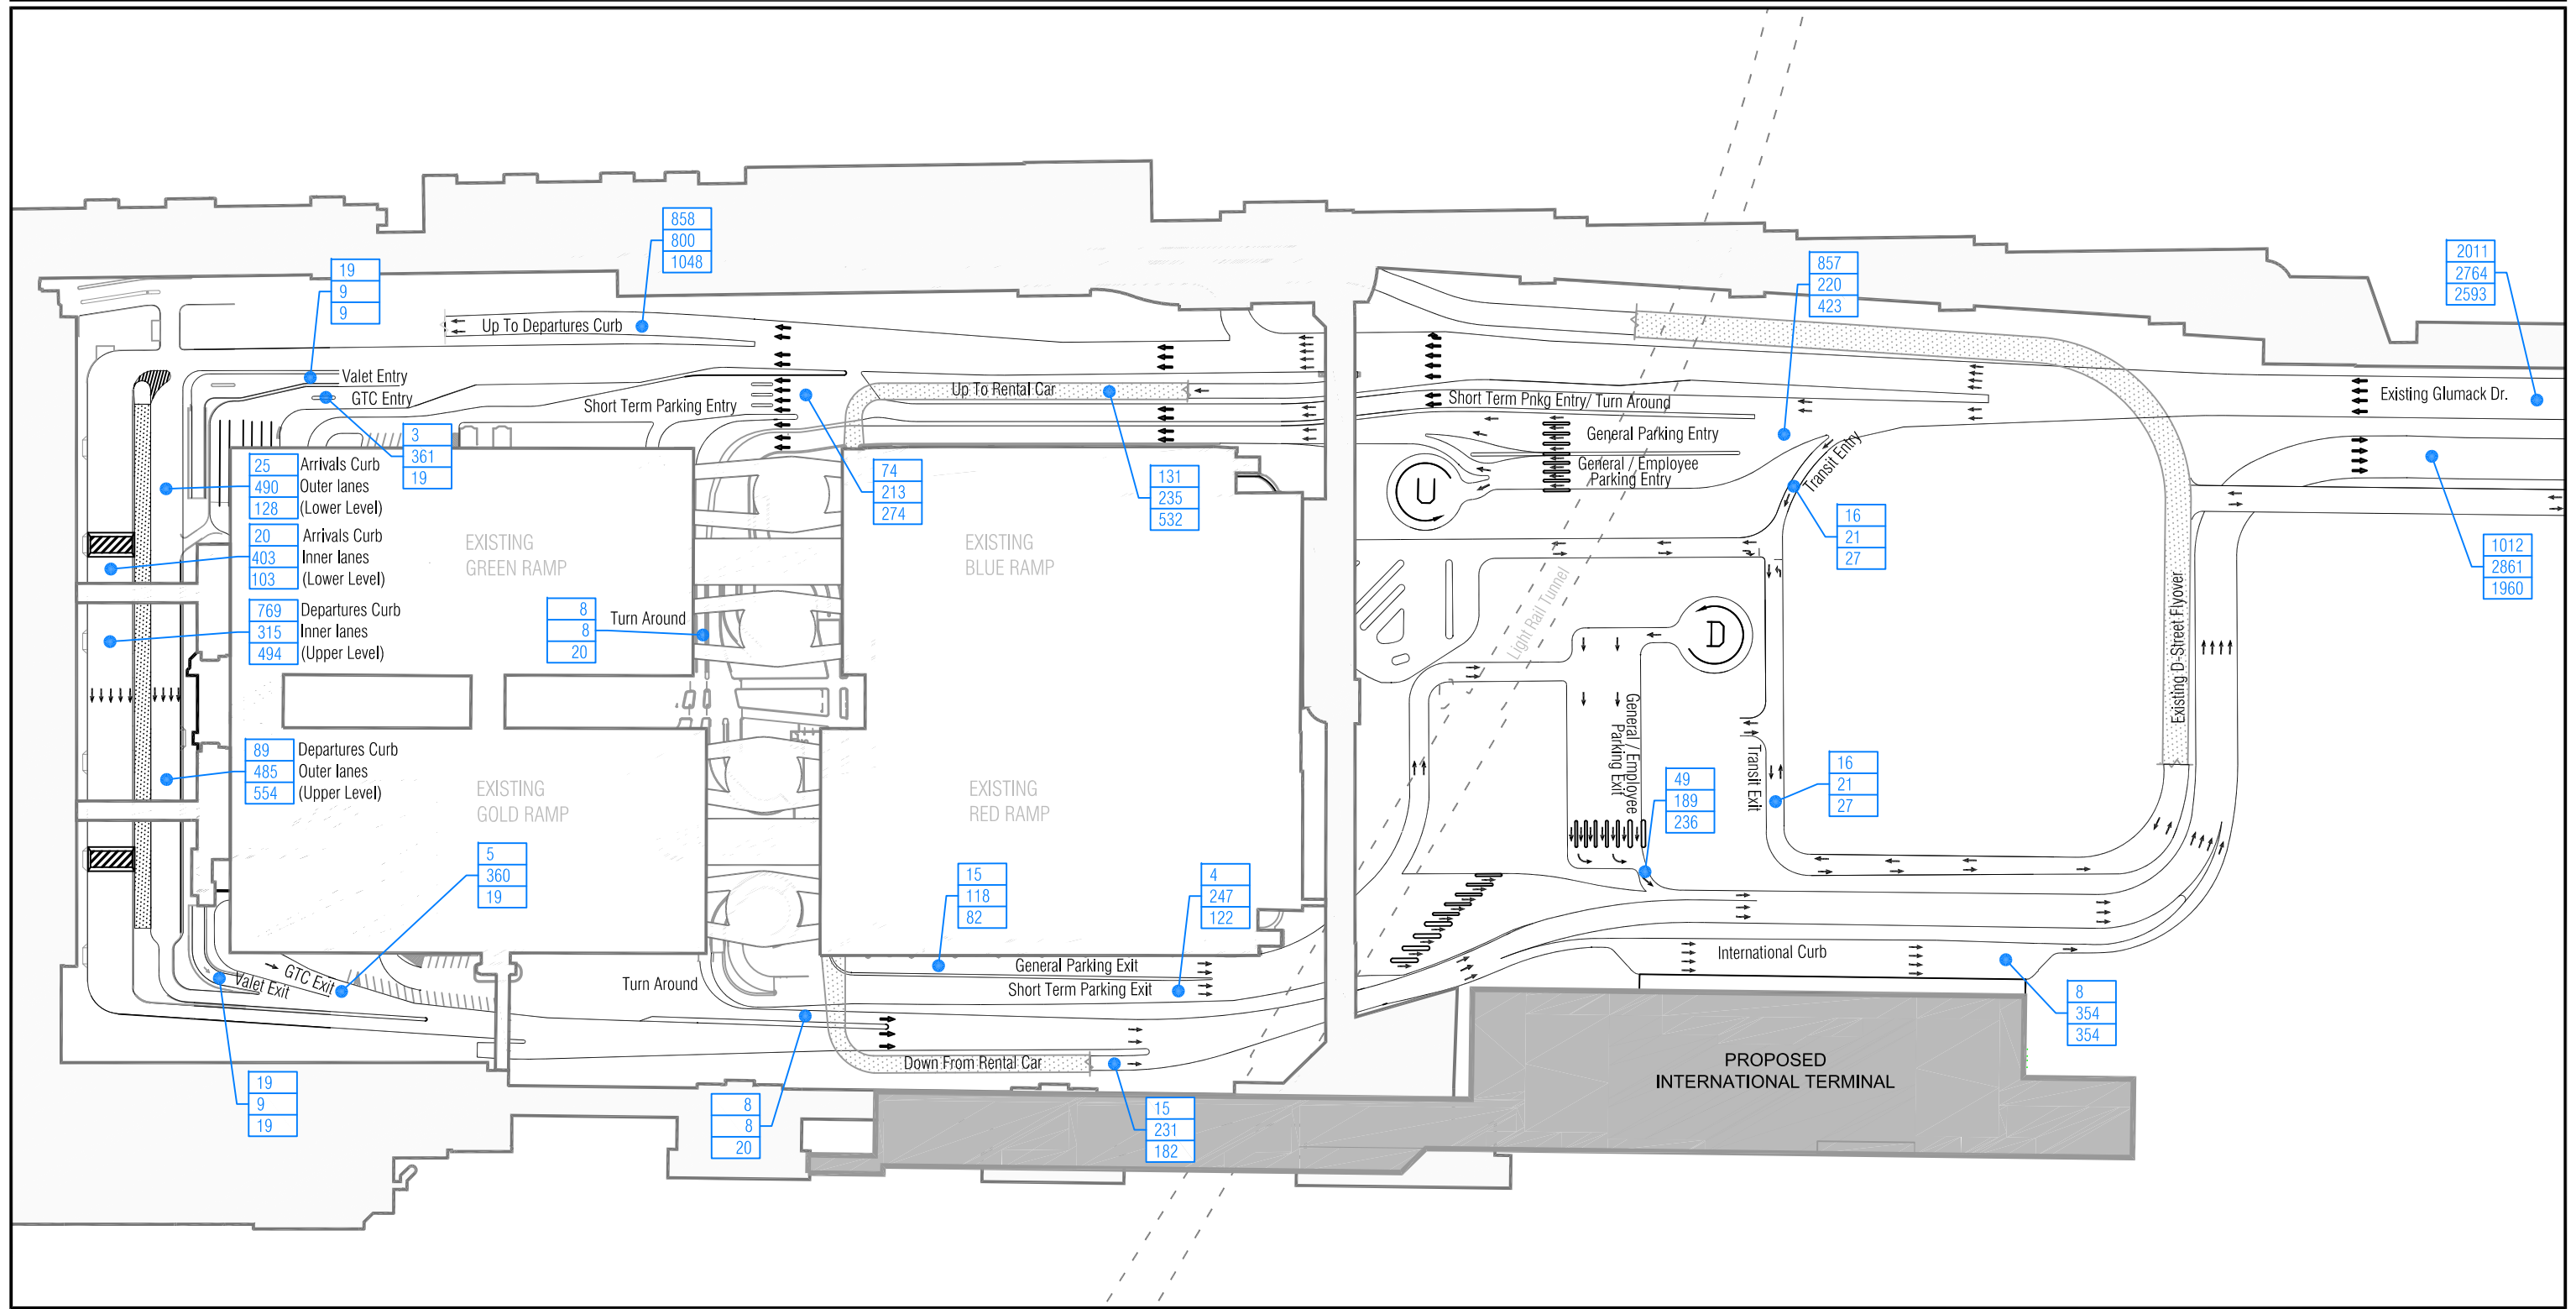 858
800
1048
2011
2764
2593
857
220
423
19
9
9
Up To Departures Curb
Valet Entry
GTC Entry
Short Term Parking Entry
Up To Rental Car
Short Term Pnkg Entry/ Turn Around
Existing Glumack Dr.
General Parking Entry
General / Employee
Parking Entry
Transit Entry
U
3
361
19
74
213
274
131
235
532
25
490
128
Arrivals Curb
Outer lanes
(Lower Level)
20
403
103
Arrivals Curb
Inner lanes
(Lower Level)
16
21
27
1012
2861
1960
EXISTING
GREEN RAMP
EXISTING
BLUE RAMP
Light Rail Tunnel
769
315
494
Departures Curb
Inner lanes
(Upper Level)
8
8
20
Turn Around
D
Existing D-Street Flyover
General / Employee
Parking Exit
Transit Exit
89
485
554
Departures Curb
Outer lanes
(Upper Level)
EXISTING
GOLD RAMP
EXISTING
RED RAMP
49
189
236
16
21
27
5
360
19
15
118
82
4
247
122
GTC Exit
Valet Exit
Turn Around
General Parking Exit
Short Term Parking Exit
International Curb
8
354
354
Down From Rental Car
PROPOSED
INTERNATIONAL TERMINAL
19
9
19
8
8
20
15
231
182